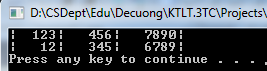 D:\CSDept\Edu\Decuong\KTLT.3TC\Projects\
¦  123¦   456¦  7890¦
¦   12¦   345¦  6789¦
Press any key to continue . . .